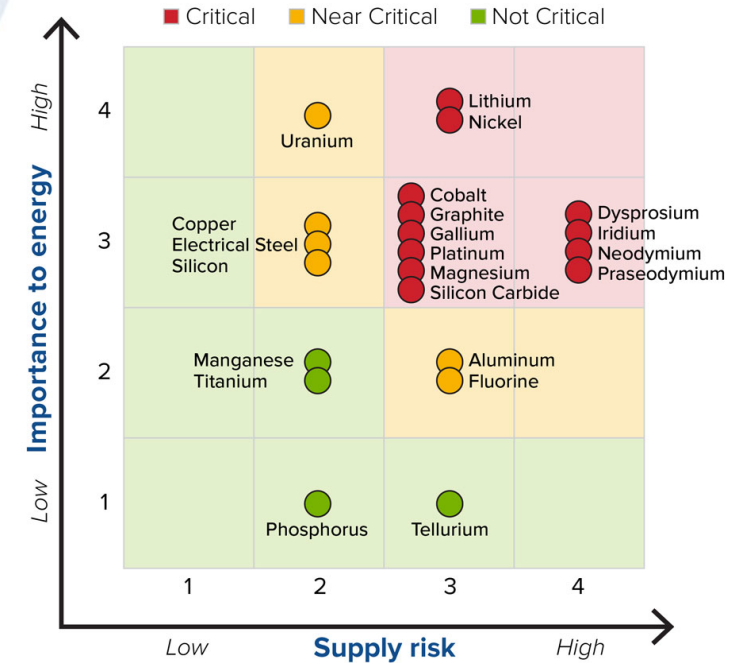 Critical Near Critical Not Critical
High
Importance to energy
Low
4
3
2
1
Uranium
Lithium
Nickel
Copper
Electrical Steel
Silicon
Cobalt
Graphite
Gallium
Platinum
Magnesium
Silicon Carbide
Dysprosium
Iridium
Neodymium
Praseodymium
Manganese
Titanium
Aluminum
Fluorine
Phosphorus
Tellurium
1 2 3 4
Low Supply risk High